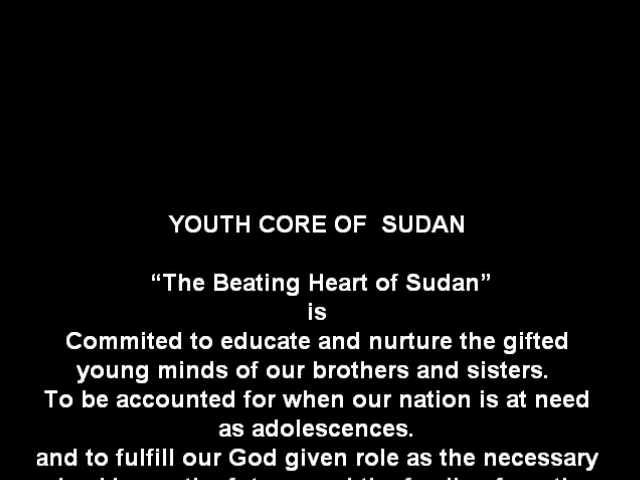 YOUTH CORE OF SUDAN
“The Beating Heart of Sudan”
is
Commited to educate and nurture the gifted
young minds of our brothers and sisters.
To be accounted for when our nation is at need
as adolescences.
and to fulfill our God given role as the necessary